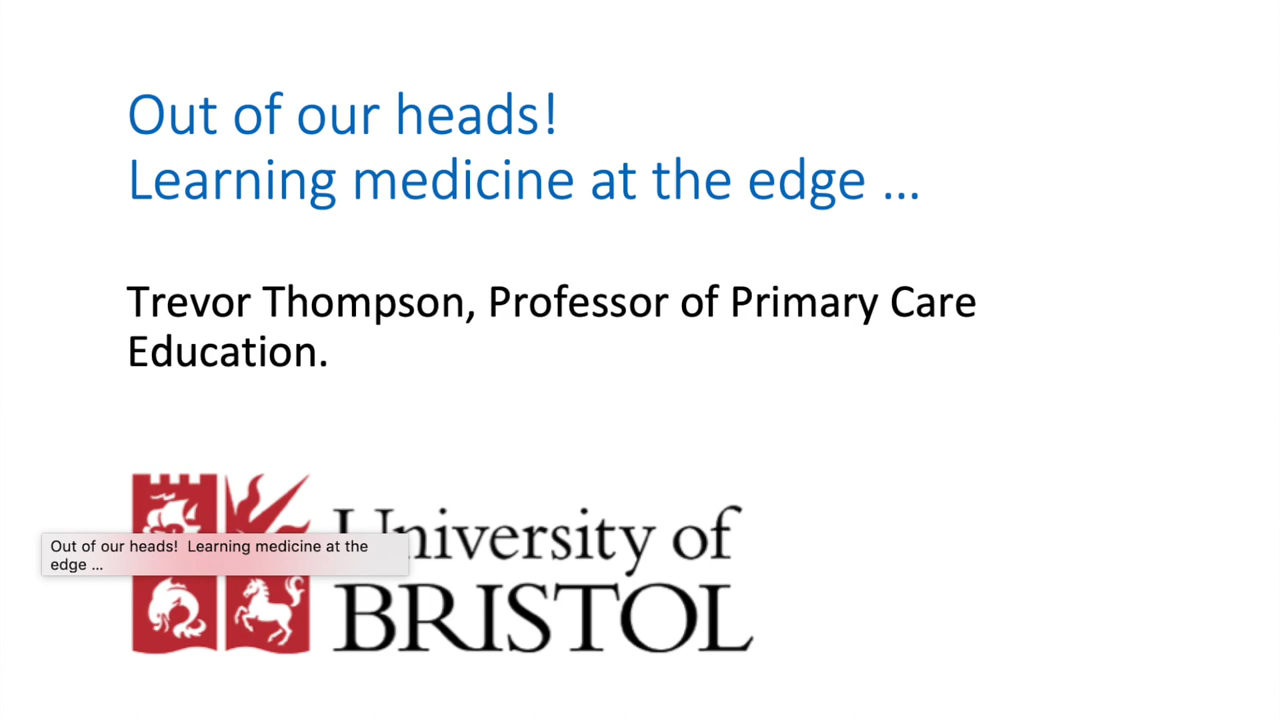 Out of our heads!
Learning medicine at the edge ...
Trevor Thompson, Professor of Primary Care
Education.
University of
BRISTOL
Out of our heads!  Learning medicine at the
edge ...